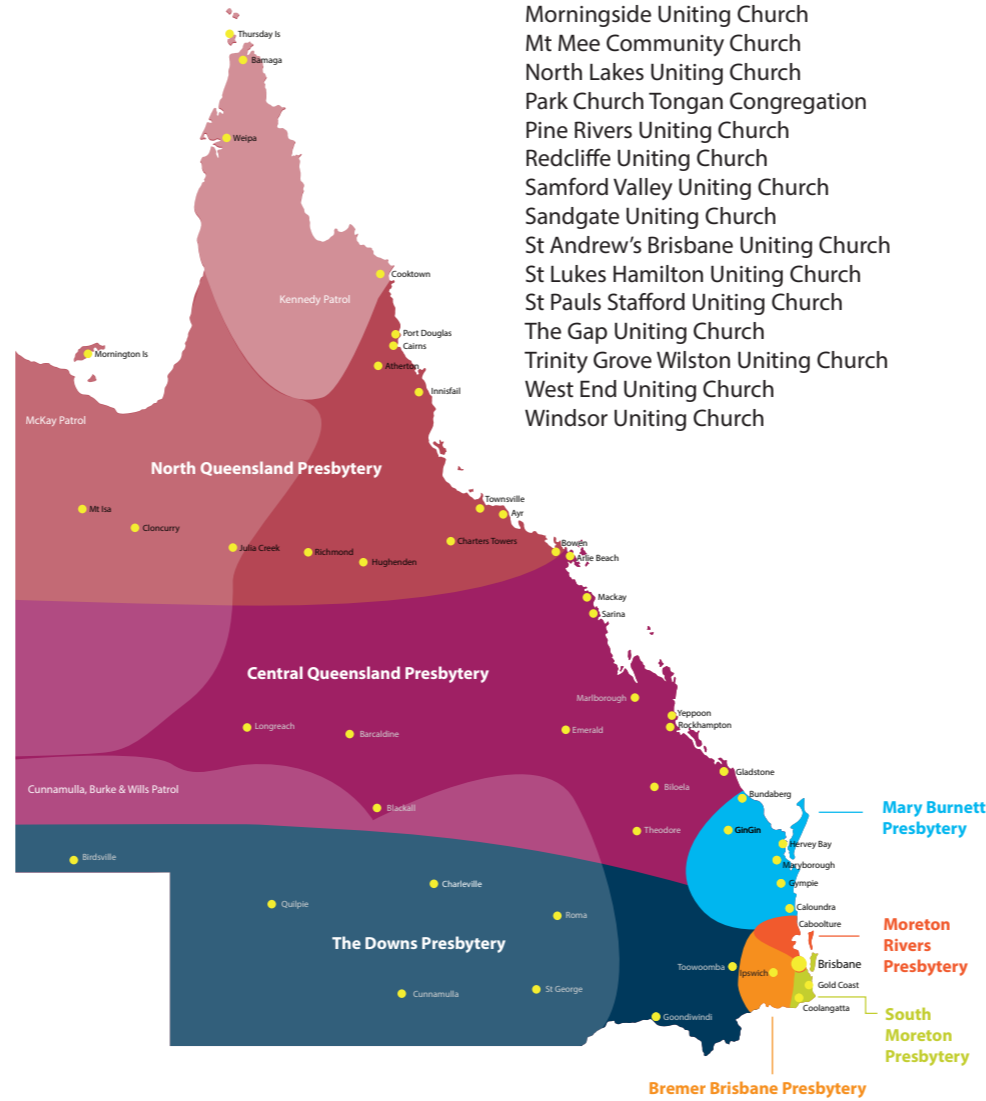 Morningside Uniting Church
Mt Mee Community Church
North Lakes Uniting Church
Park Church Tongan Congregation
Pine Rivers Uniting Church
Redcliffe Uniting Church
Samford Valley Uniting Church
Sandgate Uniting Church
St Andrew’s Brisbane Uniting Church
St Lukes Hamilton Uniting Church
St Pauls Stafford Uniting Church
The Gap Uniting Church
Trinity Grove Wilston Uniting Church
West End Uniting Church
Windsor Uniting Church
Thursday Is
Bamaga
Weipa
Cooktown
Kennedy Patrol
Port Douglas
Cairns
Mornington Is
Atherton
Innisfail
McKay Patrol
North Queensland Presbytery
Townsville
Mt Isa
Ayr
Cloncurry
Charters Towers
Bowen
Julia Creek
Richmond
Arlie Beach
Hughenden
Mackay
Sarina
Central Queensland Presbytery
Marlborough
Yeppoon
Rockhampton
Longreach
Emerald
Barcaldine
Gladstone
Biloela
Cunnamulla, Burke & Wills Patrol
Bundaberg
Blackall
Mary Burnett
Presbytery
Theodore
GinGin
Hervey Bay
Birdsville
Maryborough
Charleville
Gympie
Quilpie
Caloundra
Roma
Caboolture
Moreton
Rivers
Presbytery
The Downs Presbytery
Brisbane
Toowoomba
Ipswich
Gold Coast
St George
Cunnamulla
Coolangatta
Goondiwindi
South
Moreton
Presbytery
Bremer Brisbane Presbytery